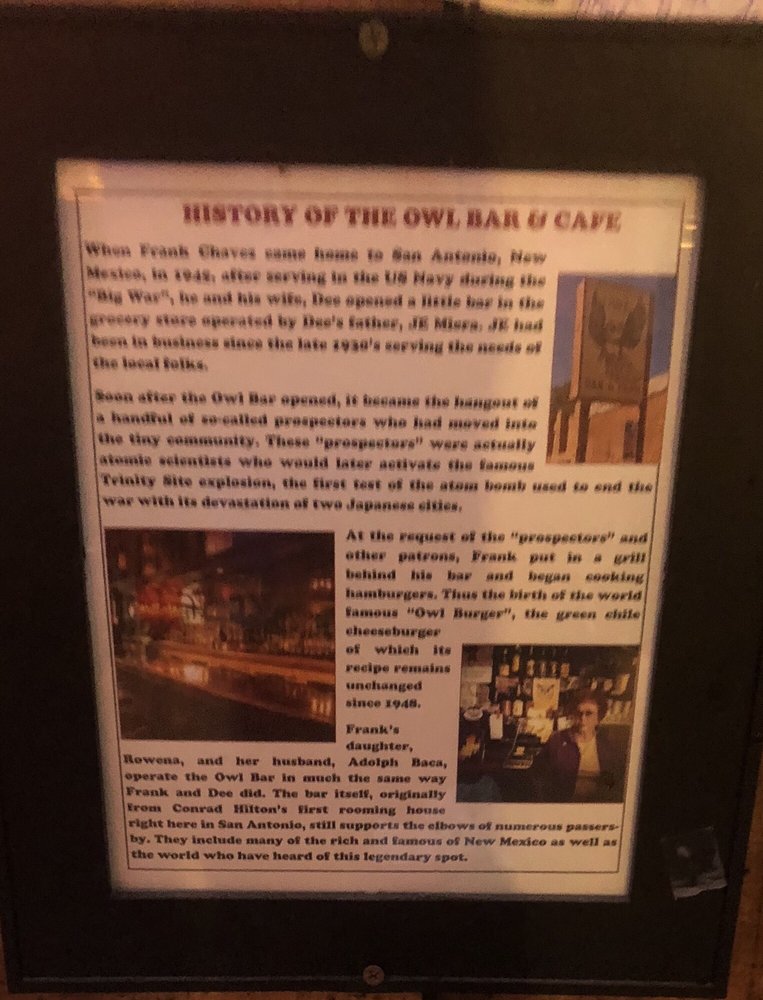 HISTORY OF THE OWL BAR & CAFE
When Frank Chavez came home to San Antonio, New
Mexico, in 1945, after serving in the US Navy during the
"Big War", he and his wife, Dee opened a little bar in the
grocery store operated by Dee's father, JE Miera. JE had
been in business since the late 1930's serving the needs of
the local folks.
Soon after the Owl Bar opened, it became the hangout of
a handful of so-called prospectors who had moved into
the tiny community. These "prospectors" were actually
atomic scientists who would later activate the famous
Trinity Site explosion, the first test of the atom bomb used to end the
war with its devastation of two Japanese cities.
At the request of the "prospectors" and
other patrons, Frank put in a grill
behind his bar and began cooking
hamburgers. Thus the birth of the world
famous "Owl Burger", the green chile
cheeseburger
of which its
recipe remains
unchanged
since 1948.
Frank's
daughter,
Rowena, and her husband, Adolph Baca,
operate the Owl Bar in much the same way
Frank and Dee did. The bar itself, originally
from Conrad Hilton's first rooming house
right here in San Antonio, still supports the elbows of numerous passers-
by. They include many of the rich and famous of New Mexico as well as
the world who have heard of this legendary spot.